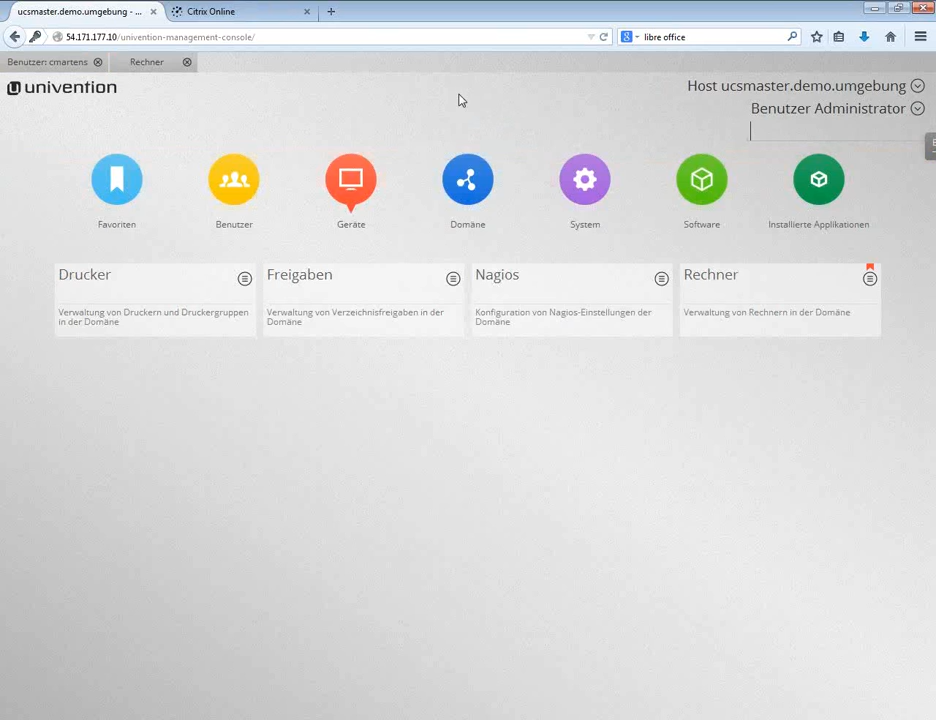 ucsmaster.demo.umgebung - ...
Citrix Online
54.171.177.10/univention-management-console/
libre office
Benutzer: cmartens
Rechner
univention
Host ucsmaster.demo.umgebung
Benutzer Administrator
Favoriten
Benutzer
Geräte
Domäne
System
Software
Installierte Applikationen
Drucker
Verwaltung von Druckern und Druckergruppen
in der Domäne
Freigaben
Verwaltung von Verzeichnisfreigaben in der
Domäne
Nagios
Konfiguration von Nagios-Einstellungen der
Domäne
Rechner
Verwaltung von Rechnern in der Domäne